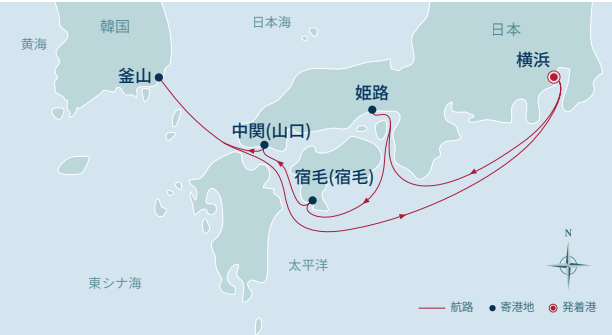 韓国
日本海
日本
黄海
横浜
釜山
姫路
中関(山口)
宿毛(宿毛)
太平洋
東シナ海
N
航路
寄港地
発着港